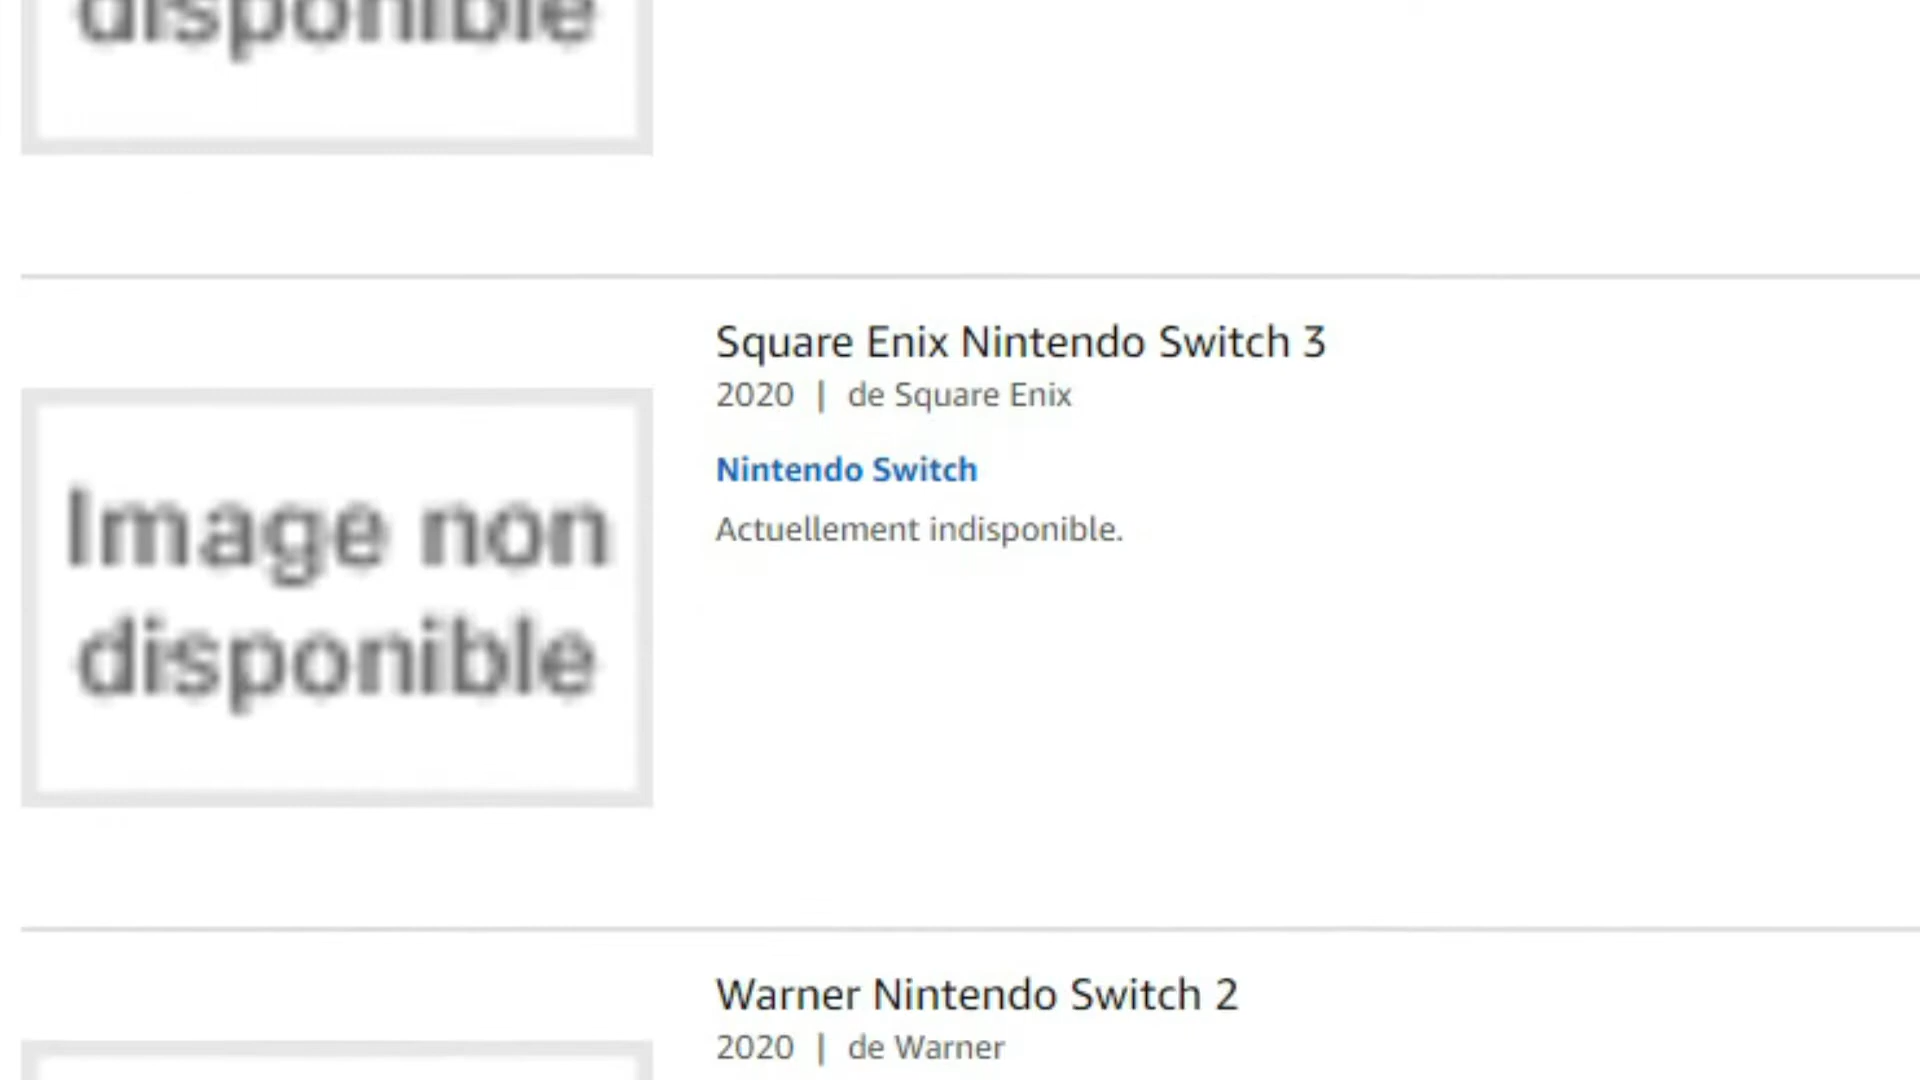 disponible
Square Enix Nintendo Switch 3
2020 | de Square Enix
Nintendo Switch
Actuellement indisponible.
Image non
disponible
Warner Nintendo Switch 2
2020 | de Warner